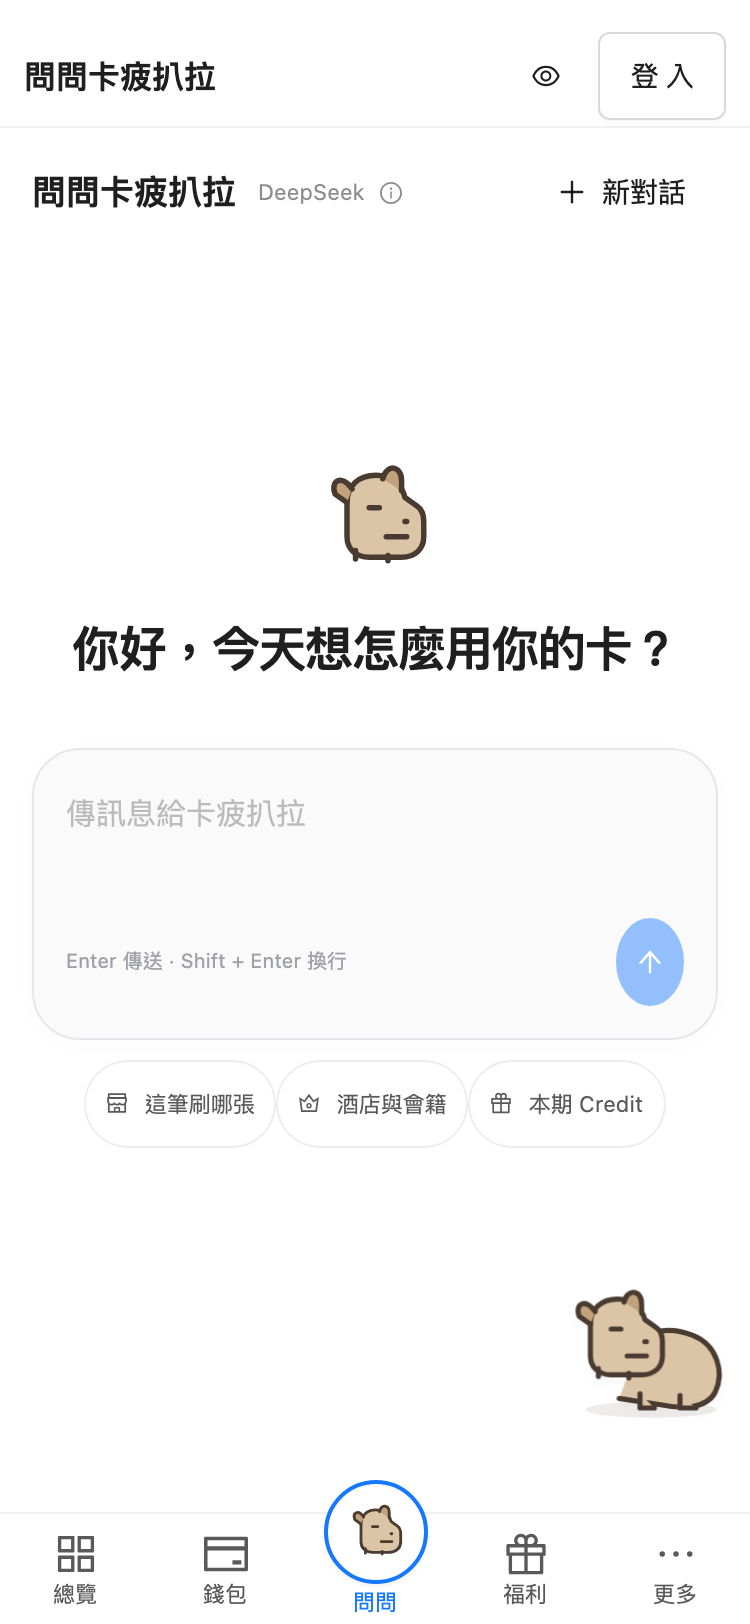 問問卡疲扒拉
登 入
問問卡疲扒拉 DeepSeek
新對話
你好，今天想怎麼用你的卡？
傳訊息給卡疲扒拉
Enter 傳送 · Shift + Enter 換行
這筆刷哪張
酒店與會籍
本期 Credit
總覽
錢包
問問
福利
更多